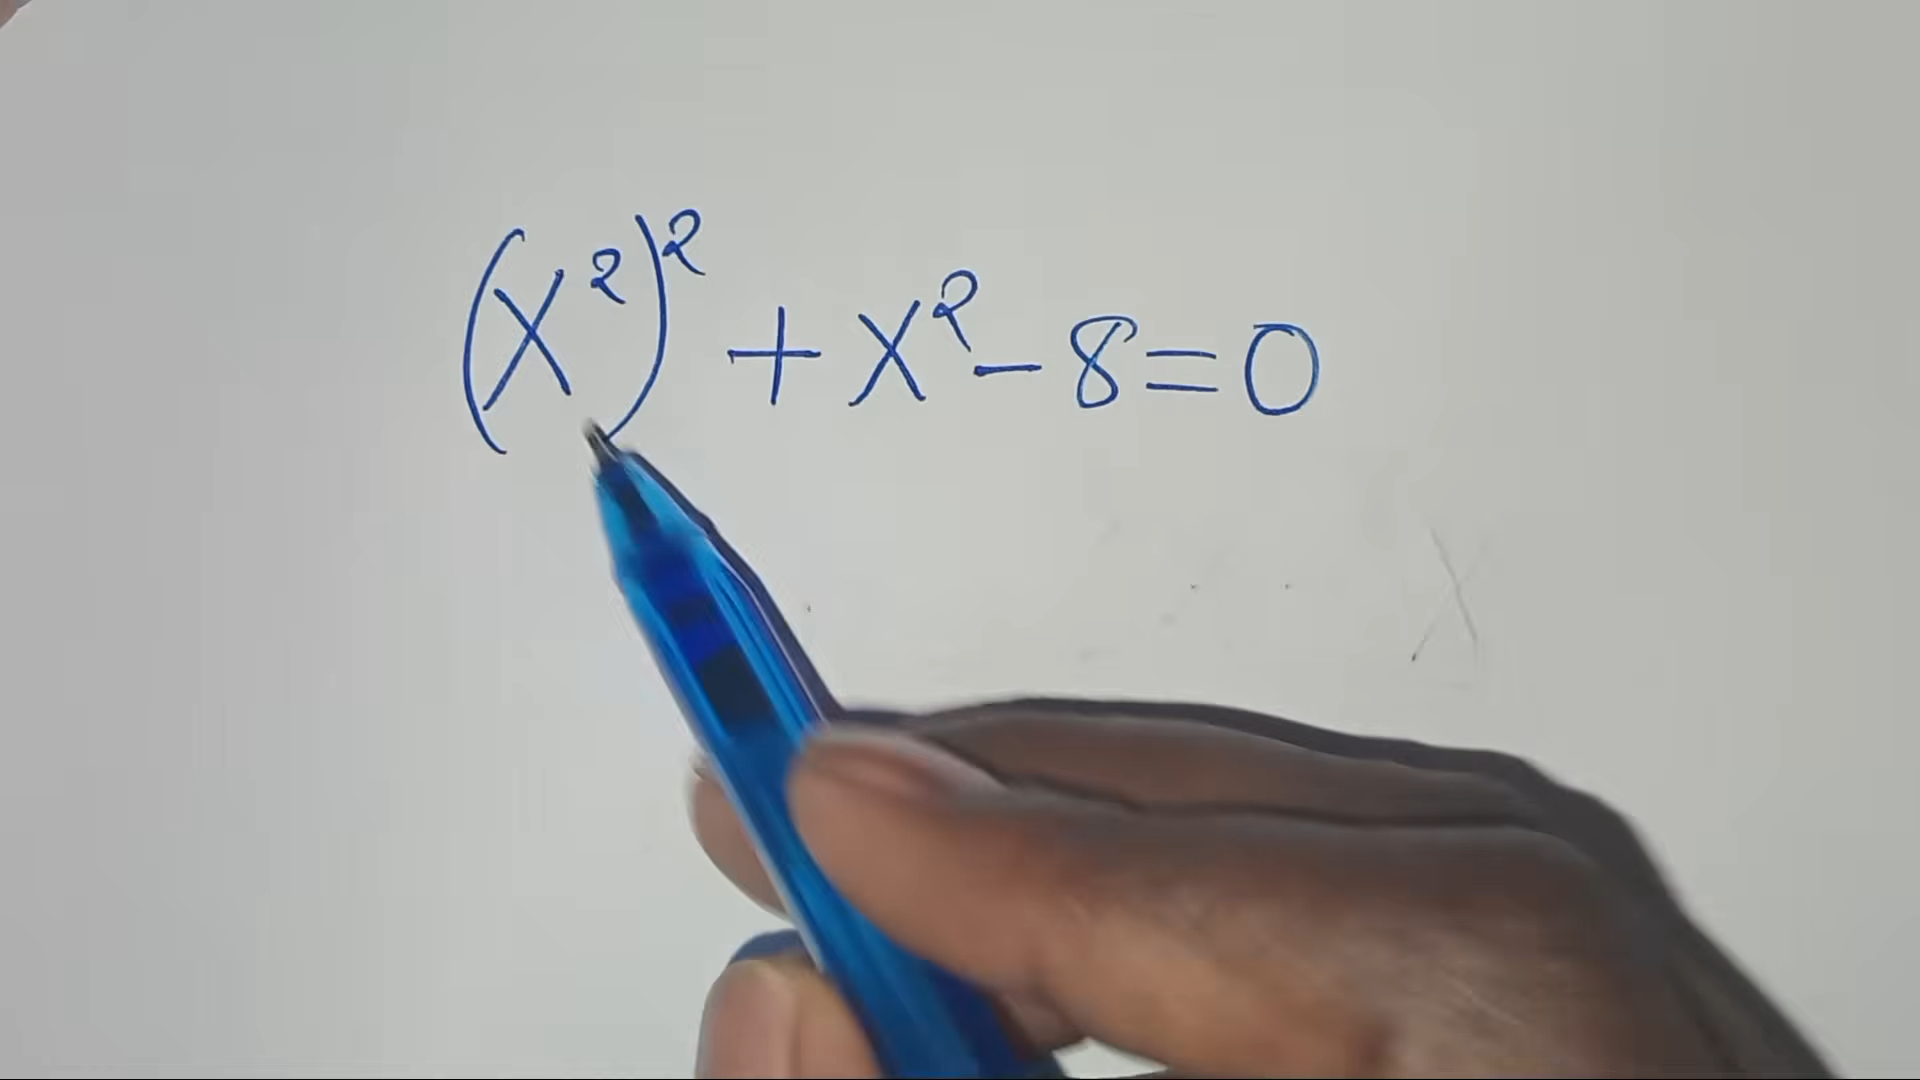 (x²)² + x² - 8 = 0